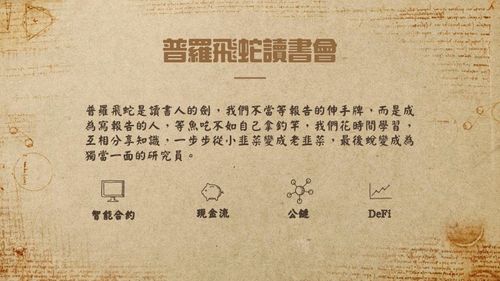 普羅飛蛇讀書會
普羅飛蛇是讀書人的劍，我們不當等報告的伸手牌，而是成
為寫報告的人，等魚吃不如自己拿釣竿，我們花時間學習，
互相分享知識，一步步從小韭菜變成老韭菜，最後蛻變成為
獨當一面的研究員。
智能合約
現金流
公鏈
DeFi